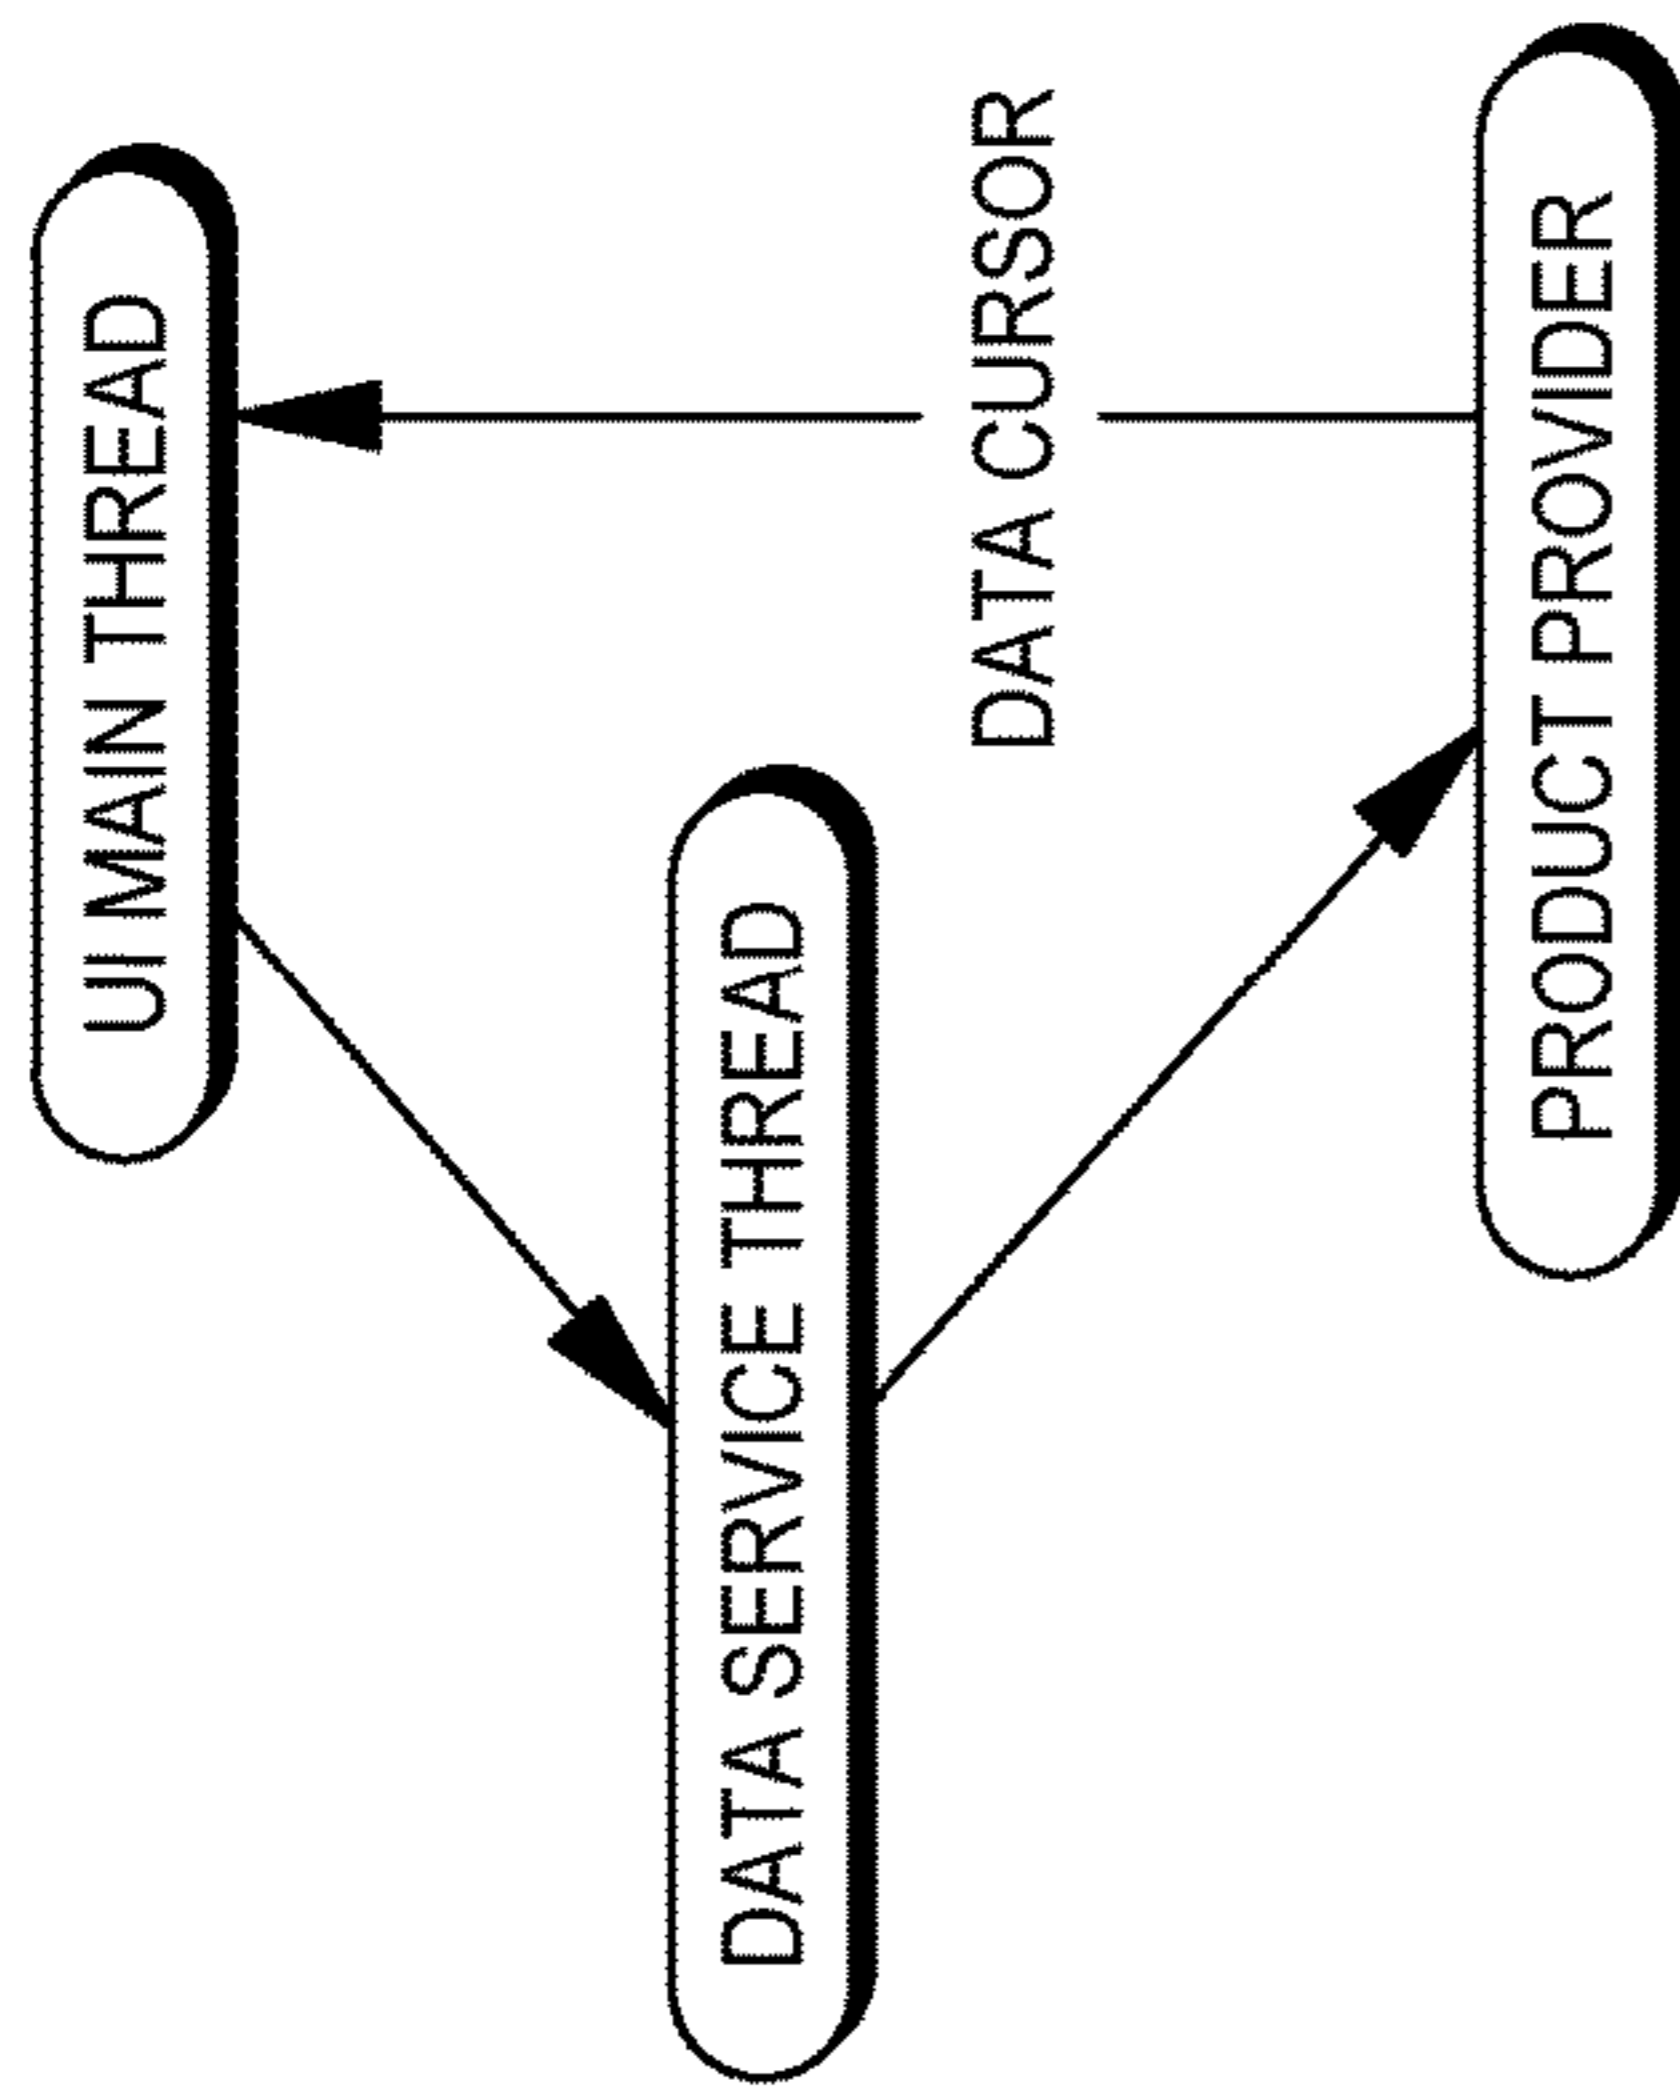 UI MAIN THREAD
DATA SERVICE THREAD
DATA CURSOR
PRODUCT PROVIDER